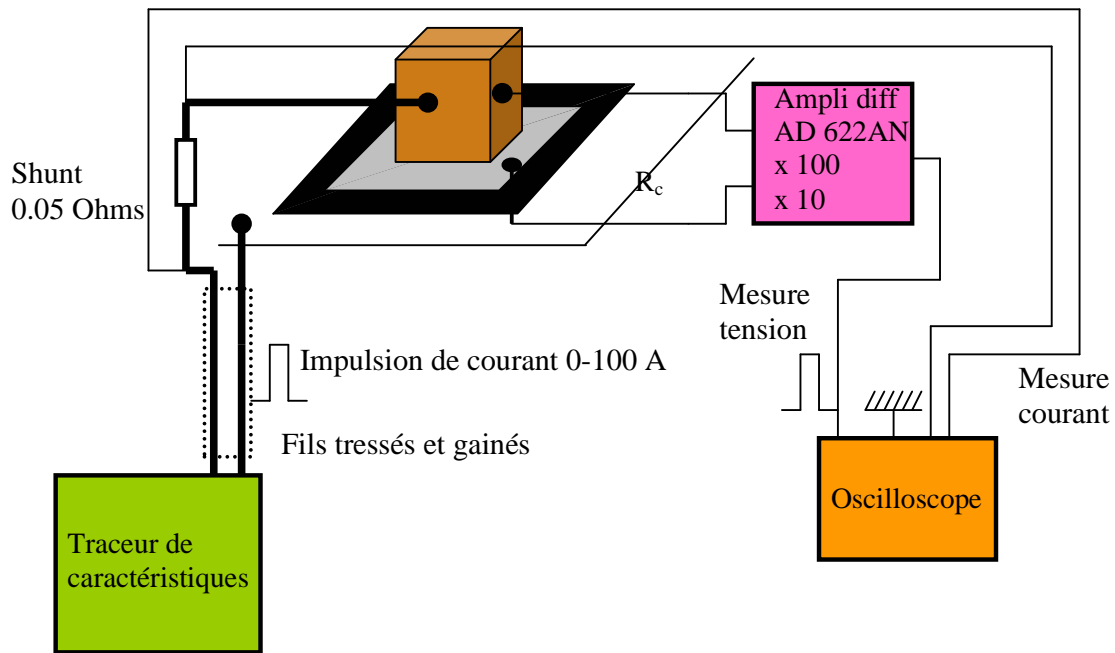 Ampli diff
AD 622AN
x 100
x 10
Shunt
0.05 Ohms
Rc
Mesure
tension
Impulsion de courant 0-100 A
Mesure
courant
Fils tressés et gainés
Oscilloscope
Traceur de
caractéristiques